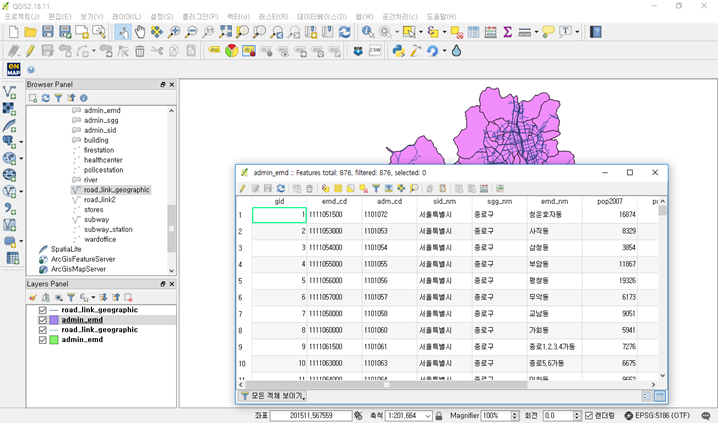 QGIS2.18.11
프로젝트(J) 편집(E) 보기(V) 레이어(L) 설정(S) 플러그인(P) 벡터(o) 래스터(R) 데이터베이스(D) 웹(W) 공간처리(c) 도움말(H)
abc
CSW
ON MAP
Browser Panel
admin_emd
admin_sgg
admin_sid
building
firestation
healthcenter
policestation
river
road_link_geographic
road_link2
stores
subway
subway_station
wardoffice
SpatiaLite
ArcGisFeatureServer
ArcGisMapServer
Layers Panel
road_link_geographic
admin_emd
road_link_geographic
admin_emd
admin_emd :: Features total: 876, filtered: 876, selected: 0
gid emd_cd adm_cd sid_nm sgg_nm emd_nm pop2007
1 1 1111051500 1101072 서울특별시 종로구 청운효자동 16874
2 2 1111053000 1101053 서울특별시 종로구 사직동 8329
3 3 1111054000 1101054 서울특별시 종로구 삼청동 3854
4 4 1111055000 1101055 서울특별시 종로구 부암동 11867
5 5 1111056000 1101056 서울특별시 종로구 평창동 19326
6 6 1111057000 1101057 서울특별시 종로구 무악동 6173
7 7 1111058000 1101058 서울특별시 종로구 교남동 9051
8 8 1111060000 1101060 서울특별시 종로구 가회동 5941
9 9 1111061500 1101061 서울특별시 종로구 종로1,2,3,4가동 7276
10 10 1111063000 1101063 서울특별시 종로구 종로5,6가동 6675
11 11 1111064000 1101064 서울특별시 종로구 이화동 9662
모든 객체 보이기
좌표 201511,567559 축척 1:201,664 Magnifier 100% 회전 0,0 렌더링 EPSG:5186 (OTF)